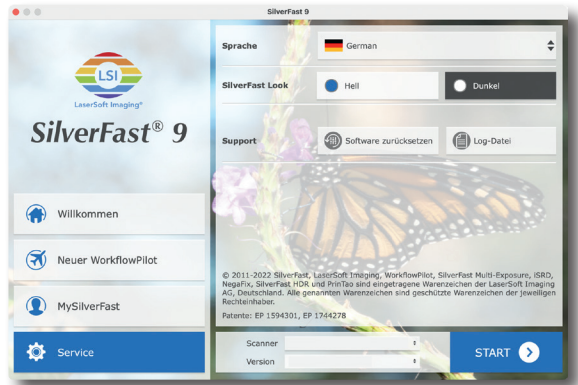 SilverFast 9
LSI
LaserSoft Imaging®
SilverFast® 9
Willkommen
Neuer WorkflowPilot
MySilverFast
Service
Sprache
German
SilverFast Look
Hell
Dunkel
Support
Software zurücksetzen
Log-Datei
© 2011-2022 SilverFast, LaserSoft Imaging, WorkflowPilot, SilverFast Multi-Exposure, iSRD,
NegaFix, SilverFast HDR und PrinTao sind eingetragene Warenzeichen der LaserSoft Imaging
AG, Deutschland. Alle genannten Warenzeichen sind geschützte Warenzeichen der jeweiligen
Rechteinhaber.
Patente: EP 1594301, EP 1744278
Scanner
Version
START